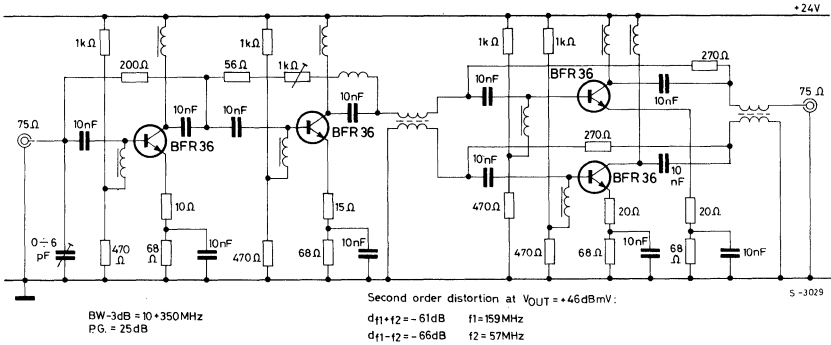 +24V
1kΩ
1kΩ
1kΩ
1kΩ
200Ω
56Ω
1kΩ
270Ω
10nF
BFR 36
10nF
75Ω
10nF
10nF
10nF
10nF
75Ω
BFR 36
BFR 36
270Ω
10nF
10 nF
BFR 36
10Ω
15Ω
470Ω
20Ω
20Ω
0÷6 pF
470 Ω
68 Ω
10nF
470Ω
68Ω
10nF
470Ω
68Ω
10nF
68 Ω
10nF
S - 3029
Second order distortion at VOUT = +46dBmV:
BW-3dB = 10÷350MHz
df1+f2 = -61dB f1=159MHz
P.G. = 25dB
df1-f2 = -66dB f2 = 57MHz